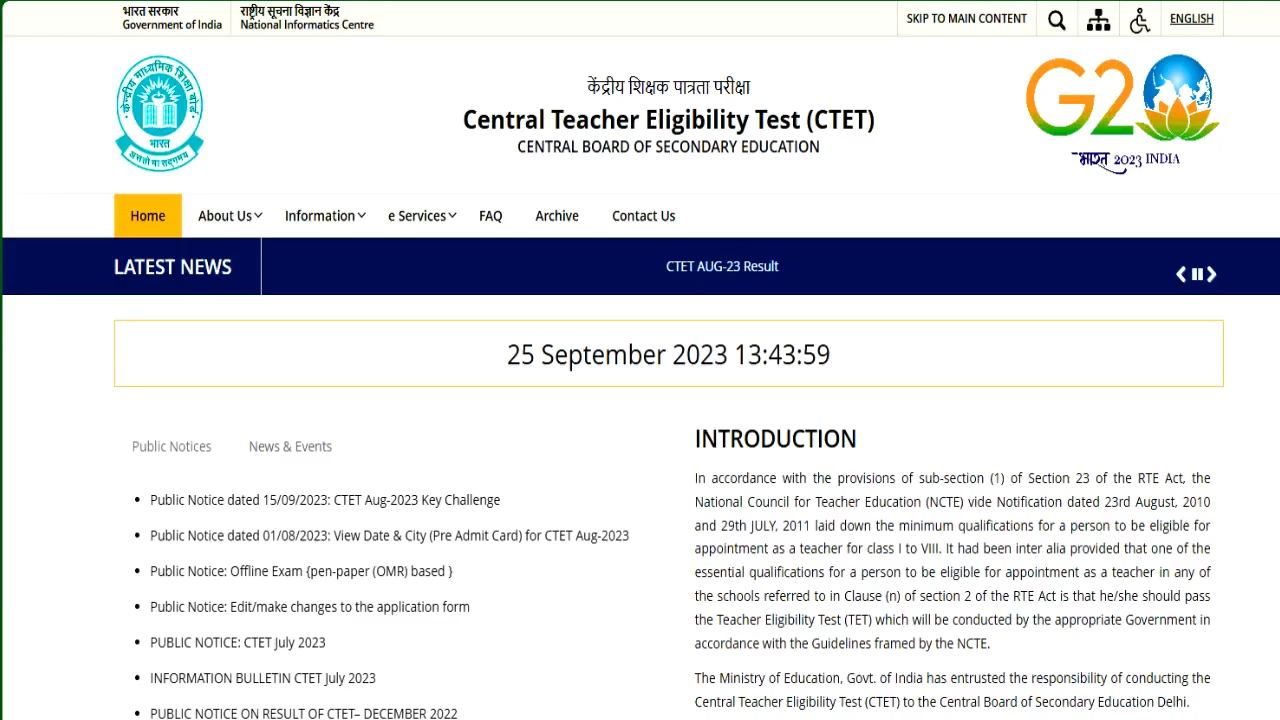 भारत सरकार
Government of India
राष्ट्रीय सूचना विज्ञान केंद्र
National Informatics Centre
SKIP TO MAIN CONTENT
ENGLISH
केन्द्रीय माध्यमिक शिक्षा बोर्ड
भारत
असतो मा सद्गमय
केंद्रीय शिक्षक पात्रता परीक्षा
Central Teacher Eligibility Test (CTET)
CENTRAL BOARD OF SECONDARY EDUCATION
G20
भारत 2023 INDIA
Home
About Us
Information
e Services
FAQ
Archive
Contact Us
LATEST NEWS
CTET AUG-23 Result
25 September 2023 13:43:59
Public Notices
News & Events
• Public Notice dated 15/09/2023: CTET Aug-2023 Key Challenge
• Public Notice dated 01/08/2023: View Date & City (Pre Admit Card) for CTET Aug-2023
• Public Notice: Offline Exam {pen-paper (OMR) based }
• Public Notice: Edit/make changes to the application form
• PUBLIC NOTICE: CTET July 2023
• INFORMATION BULLETIN CTET July 2023
• PUBLIC NOTICE ON RESULT OF CTET– DECEMBER 2022
INTRODUCTION
In accordance with the provisions of sub-section (1) of Section 23 of the RTE Act, the
National Council for Teacher Education (NCTE) vide Notification dated 23rd August, 2010
and 29th JULY, 2011 laid down the minimum qualifications for a person to be eligible for
appointment as a teacher for class I to VIII. It had been inter alia provided that one of the
essential qualifications for a person to be eligible for appointment as a teacher in any of
the schools referred to in Clause (n) of section 2 of the RTE Act is that he/she should pass
the Teacher Eligibility Test (TET) which will be conducted by the appropriate Government in
accordance with the Guidelines framed by the NCTE.
The Ministry of Education, Govt. of India has entrusted the responsibility of conducting the
Central Teacher Eligibility Test (CTET) to the Central Board of Secondary Education Delhi.